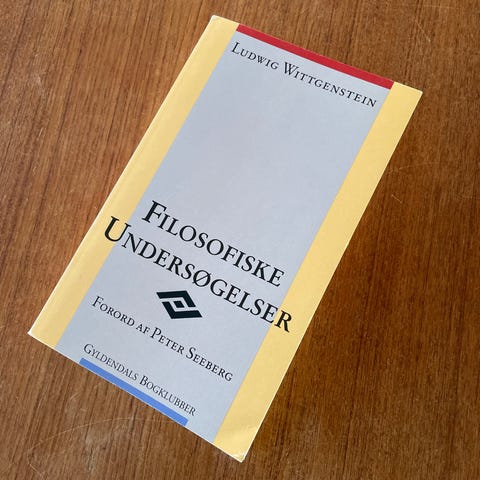 Ludwig Wittgenstein
Filosofiske
Undersøgelser
Forord af Peter Seeberg
Gyldendals Bogklubber